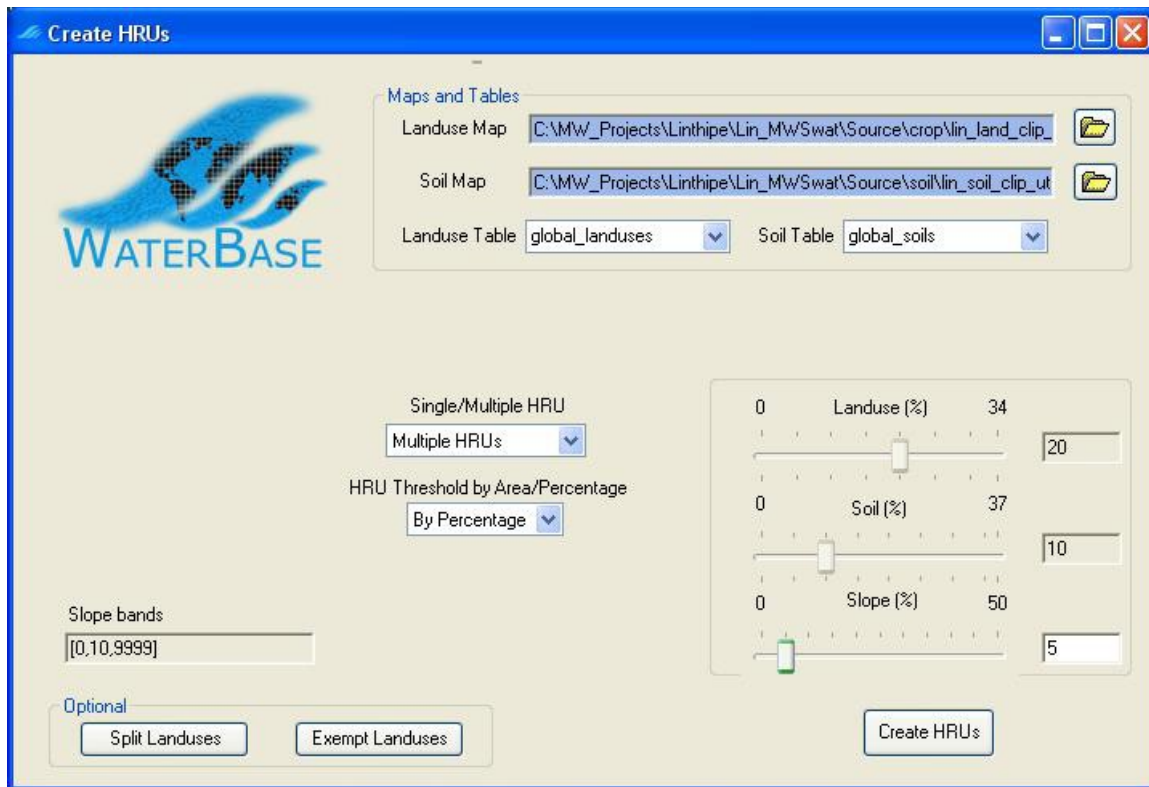 Create HRUs
WATERBASE
Maps and Tables
Landuse Map C:\MW_Projects\Linthipe\Lin_MWSwat\Source\crop\lin_land_clip_
Soil Map C:\MW_Projects\Linthipe\Lin_MWSwat\Source\soil\lin_soil_clip_ut
Landuse Table global_landuses Soil Table global_soils
Single/Multiple HRU
Multiple HRUs
HRU Threshold by Area/Percentage
By Percentage
0 Landuse (%) 34
20
0 Soil (%) 37
10
0 Slope (%) 50
5
Slope bands
[0,10,9999]
Optional
Split Landuses Exempt Landuses
Create HRUs